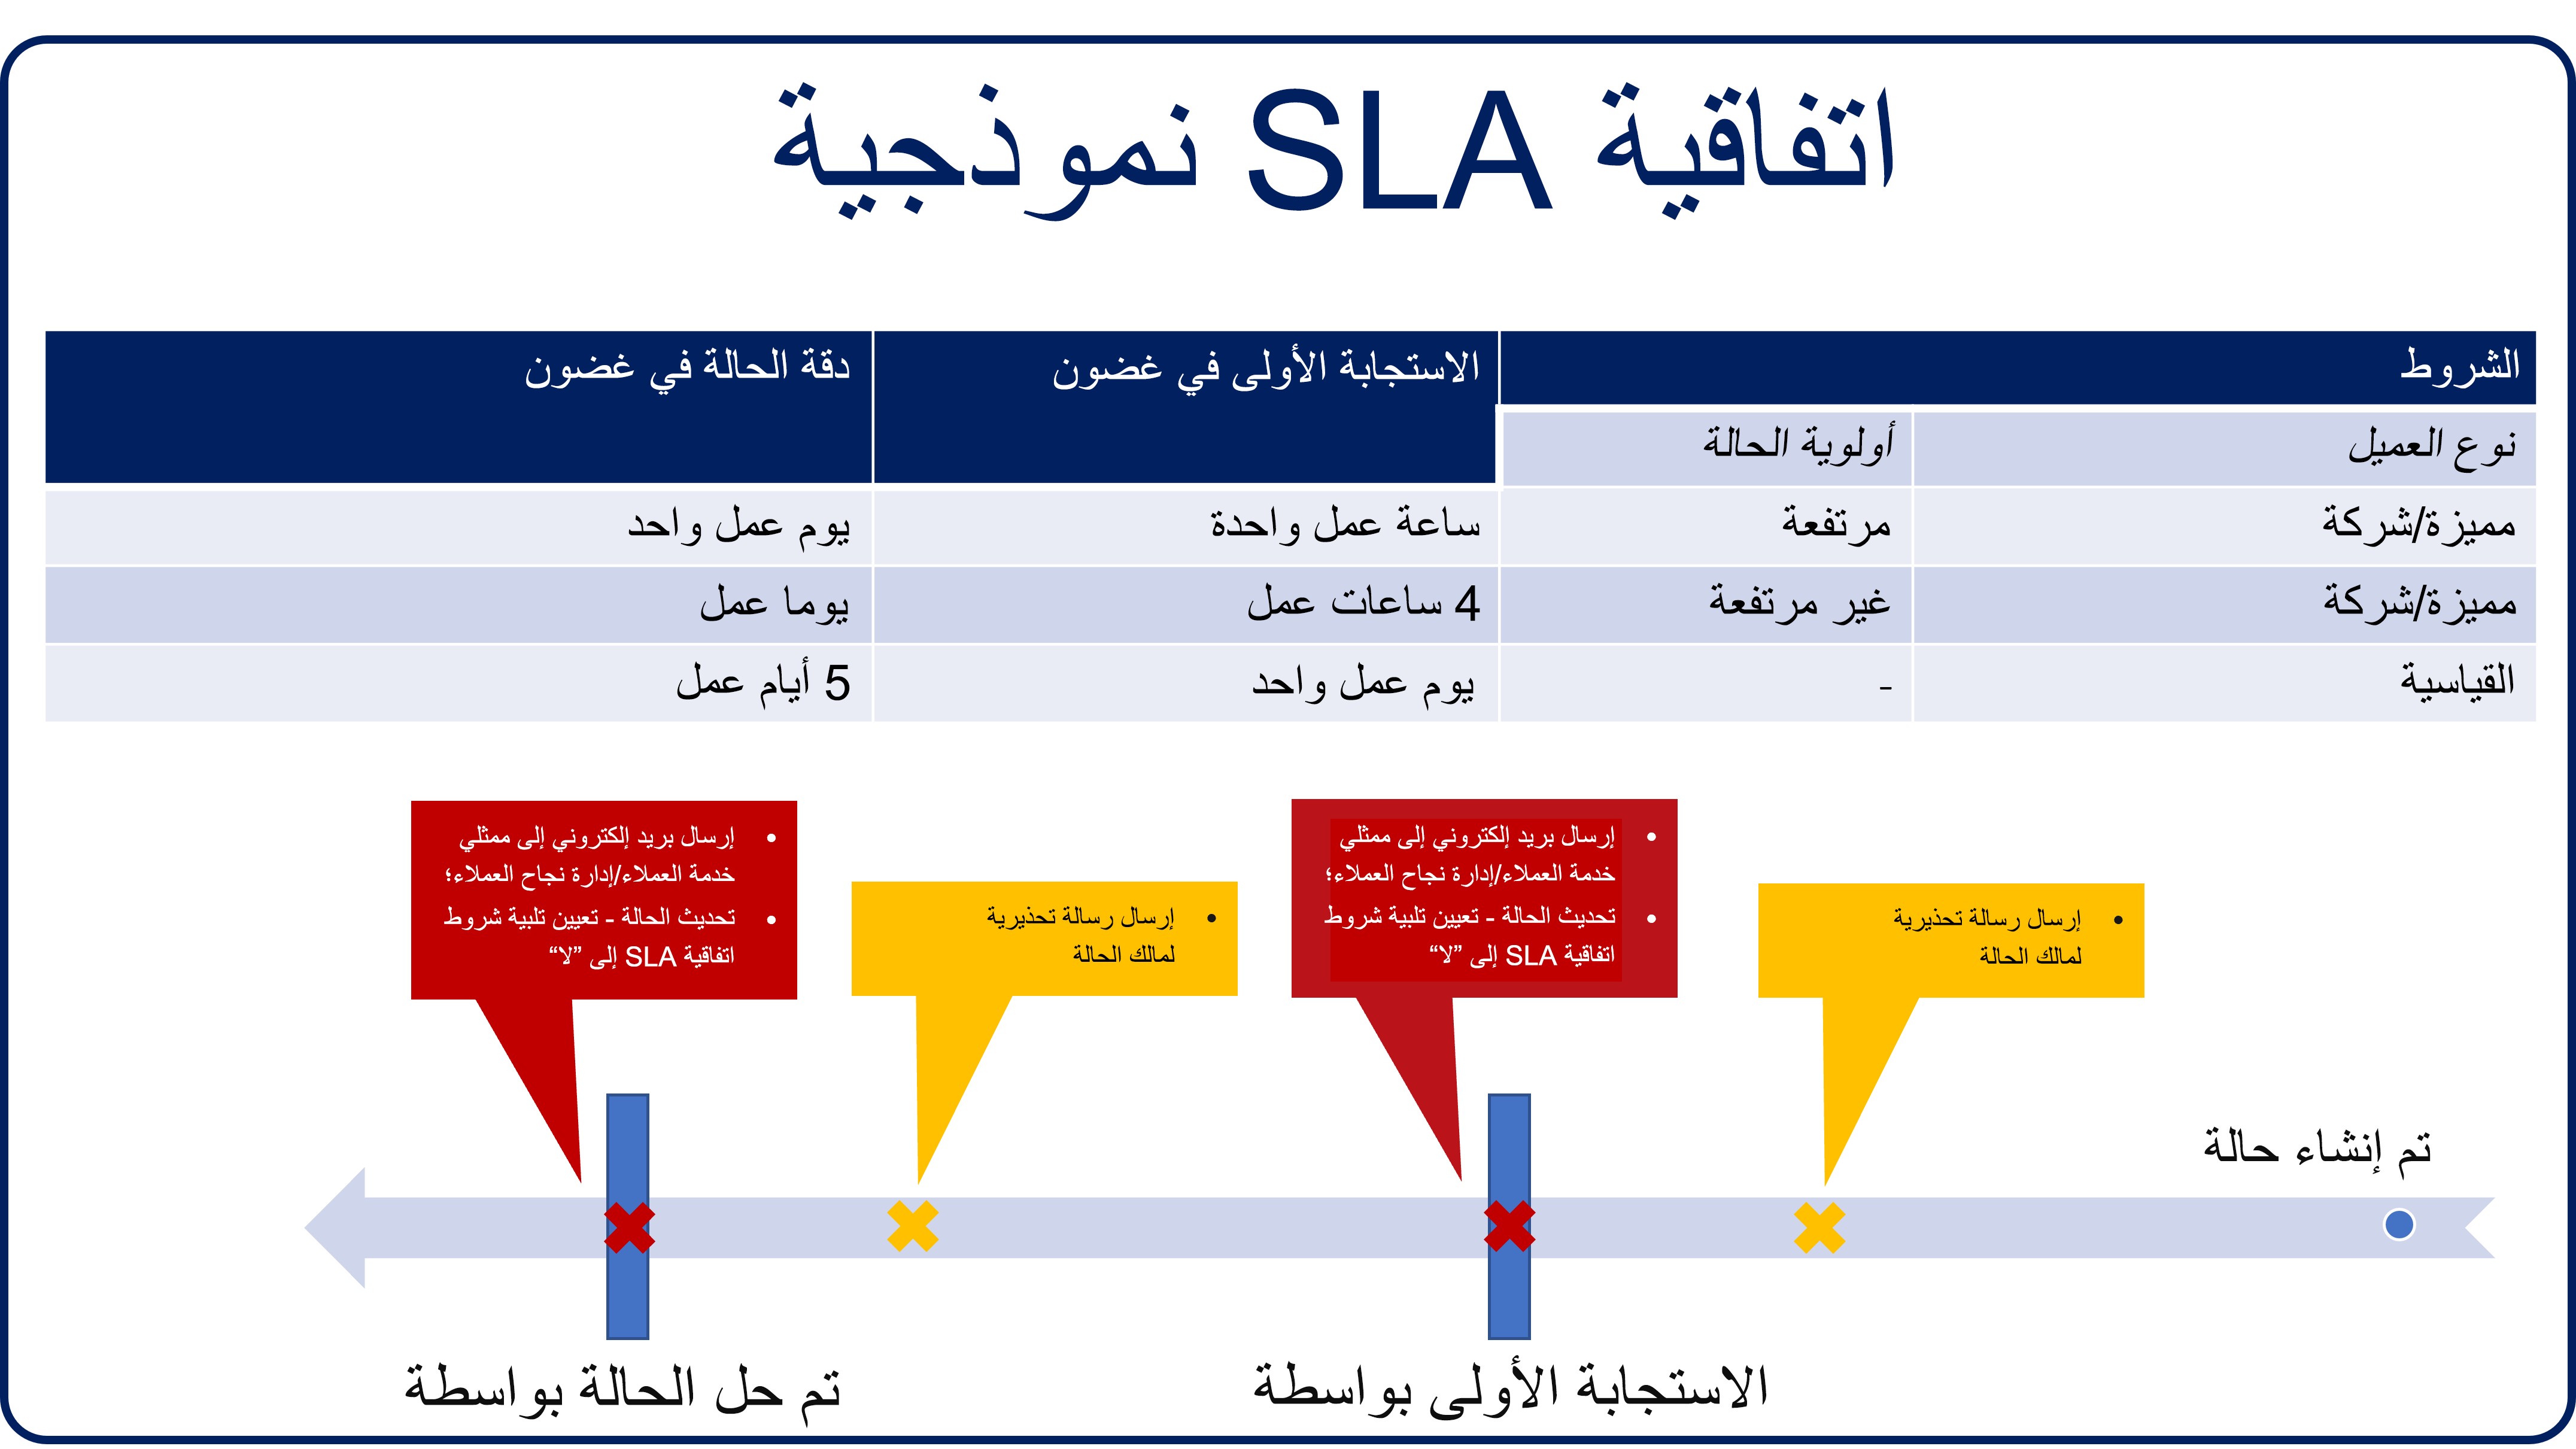 اتفاقية SLA نموذجية
الشروط
الاستجابة الأولى في غضون
دقة الحالة في غضون
نوع العميل
أولوية الحالة
مميزة/شركة
مرتفعة
ساعة عمل واحدة
يوم عمل واحد
مميزة/شركة
غير مرتفعة
4 ساعات عمل
يوما عمل
القياسية
-
يوم عمل واحد
5 أيام عمل
• إرسال رسالة تحذيرية
لمالك الحالة
• إرسال بريد إلكتروني إلى ممثلي
خدمة العملاء/إدارة نجاح العملاء؛
• تحديث الحالة - تعيين تلبية شروط
اتفاقية SLA إلى ”لا“
• إرسال رسالة تحذيرية
لمالك الحالة
• إرسال بريد إلكتروني إلى ممثلي
خدمة العملاء/إدارة نجاح العملاء؛
• تحديث الحالة - تعيين تلبية شروط
اتفاقية SLA إلى ”لا“
تم إنشاء حالة
الاستجابة الأولى بواسطة
تم حل الحالة بواسطة